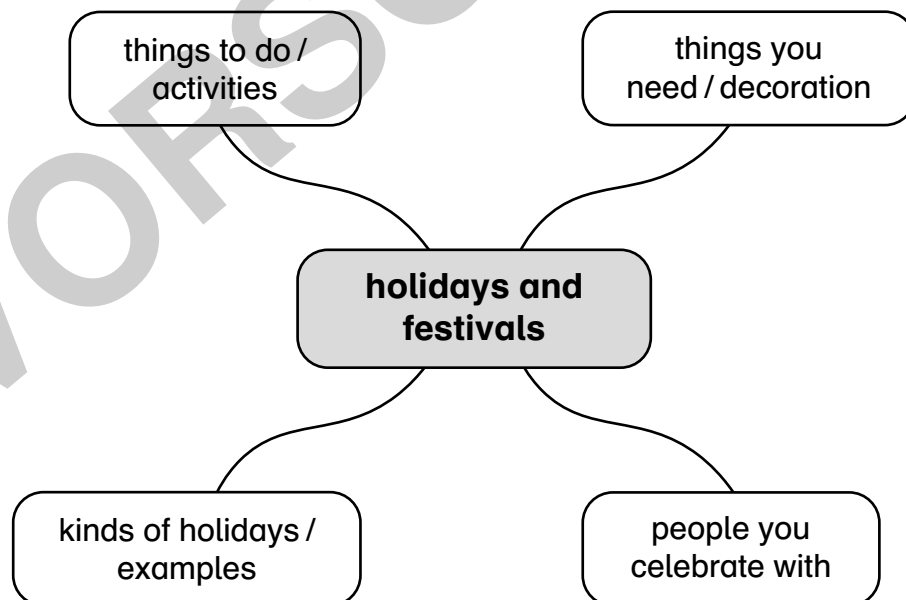 things to do /
activities
things you
need / decoration
holidays and
festivals
kinds of holidays /
examples
people you
celebrate with
VORSC